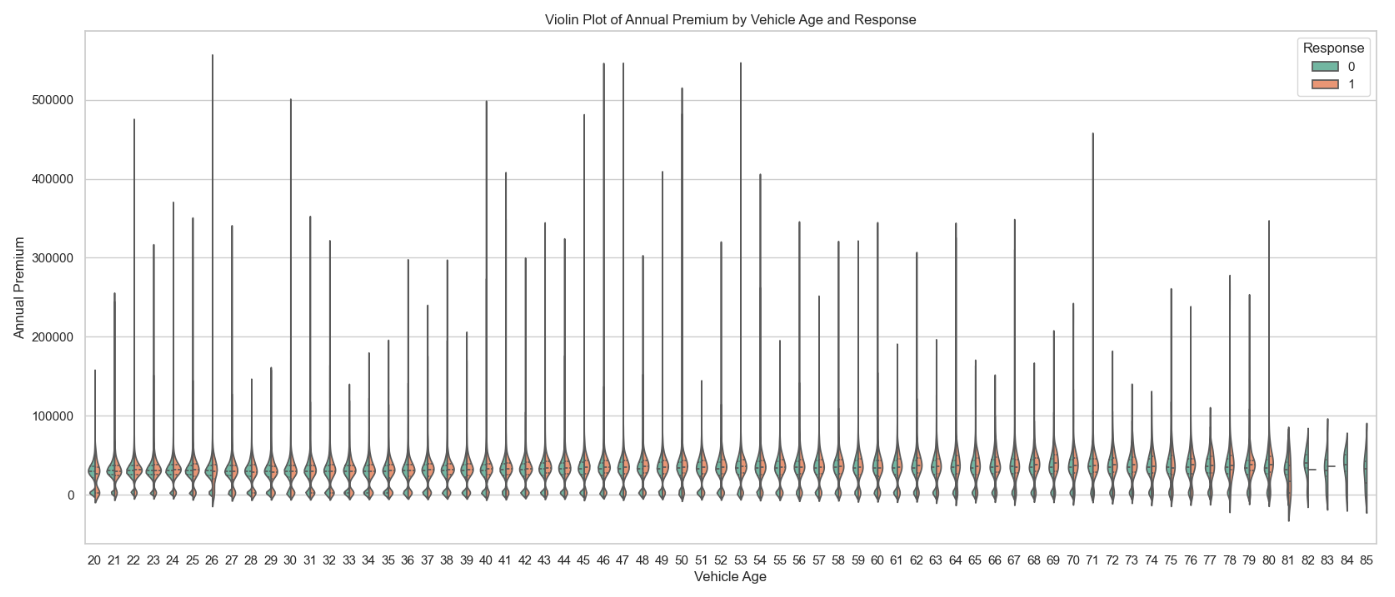 Violin Plot of Annual Premium by Vehicle Age and Response
Response
0
1
500000
400000
300000
200000
100000
0
Annual Premium
20 21 22 23 24 25 26 27 28 29 30 31 32 33 34 35 36 37 38 39 40 41 42 43 44 45 46 47 48 49 50 51 52 53 54 55 56 57 58 59 60 61 62 63 64 65 66 67 68 69 70 71 72 73 74 75 76 77 78 79 80 81 82 83 84 85
Vehicle Age